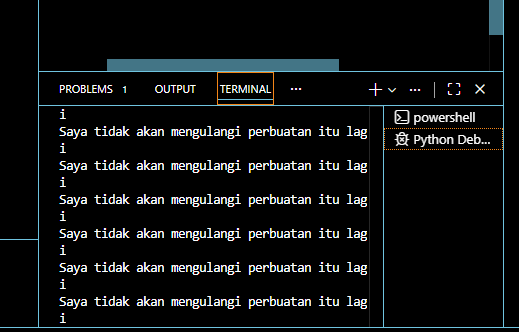 PROBLEMS 1 OUTPUT TERMINAL ...
i
Saya tidak akan mengulangi perbuatan itu lag
i
Saya tidak akan mengulangi perbuatan itu lag
i
Saya tidak akan mengulangi perbuatan itu lag
i
Saya tidak akan mengulangi perbuatan itu lag
i
Saya tidak akan mengulangi perbuatan itu lag
i
Saya tidak akan mengulangi perbuatan itu lag
i
powershell
Python Deb...